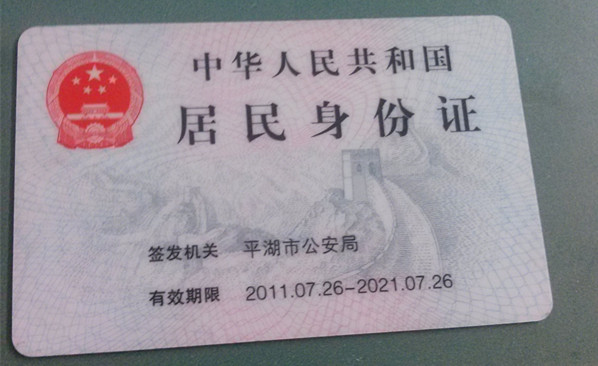 中华人民共和国
居民身份证
签发机关 平湖市公安局
有效期限 2011.07.26-2021.07.26